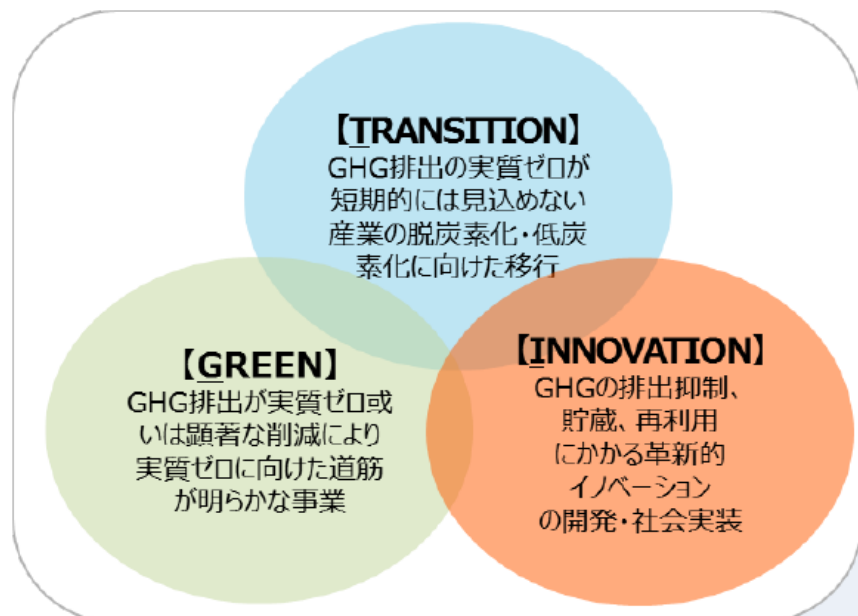 【TRANSITION】
GHG排出の実質ゼロが
短期的には見込めない
産業の脱炭素化・低炭
素化に向けた移行
【GREEN】
GHG排出が実質ゼロ或
いは顕著な削減により
実質ゼロに向けた道筋
が明らかな事業
【INNOVATION】
GHGの排出抑制、
貯蔵、再利用
にかかる革新的
イノベーション
の開発・社会実装